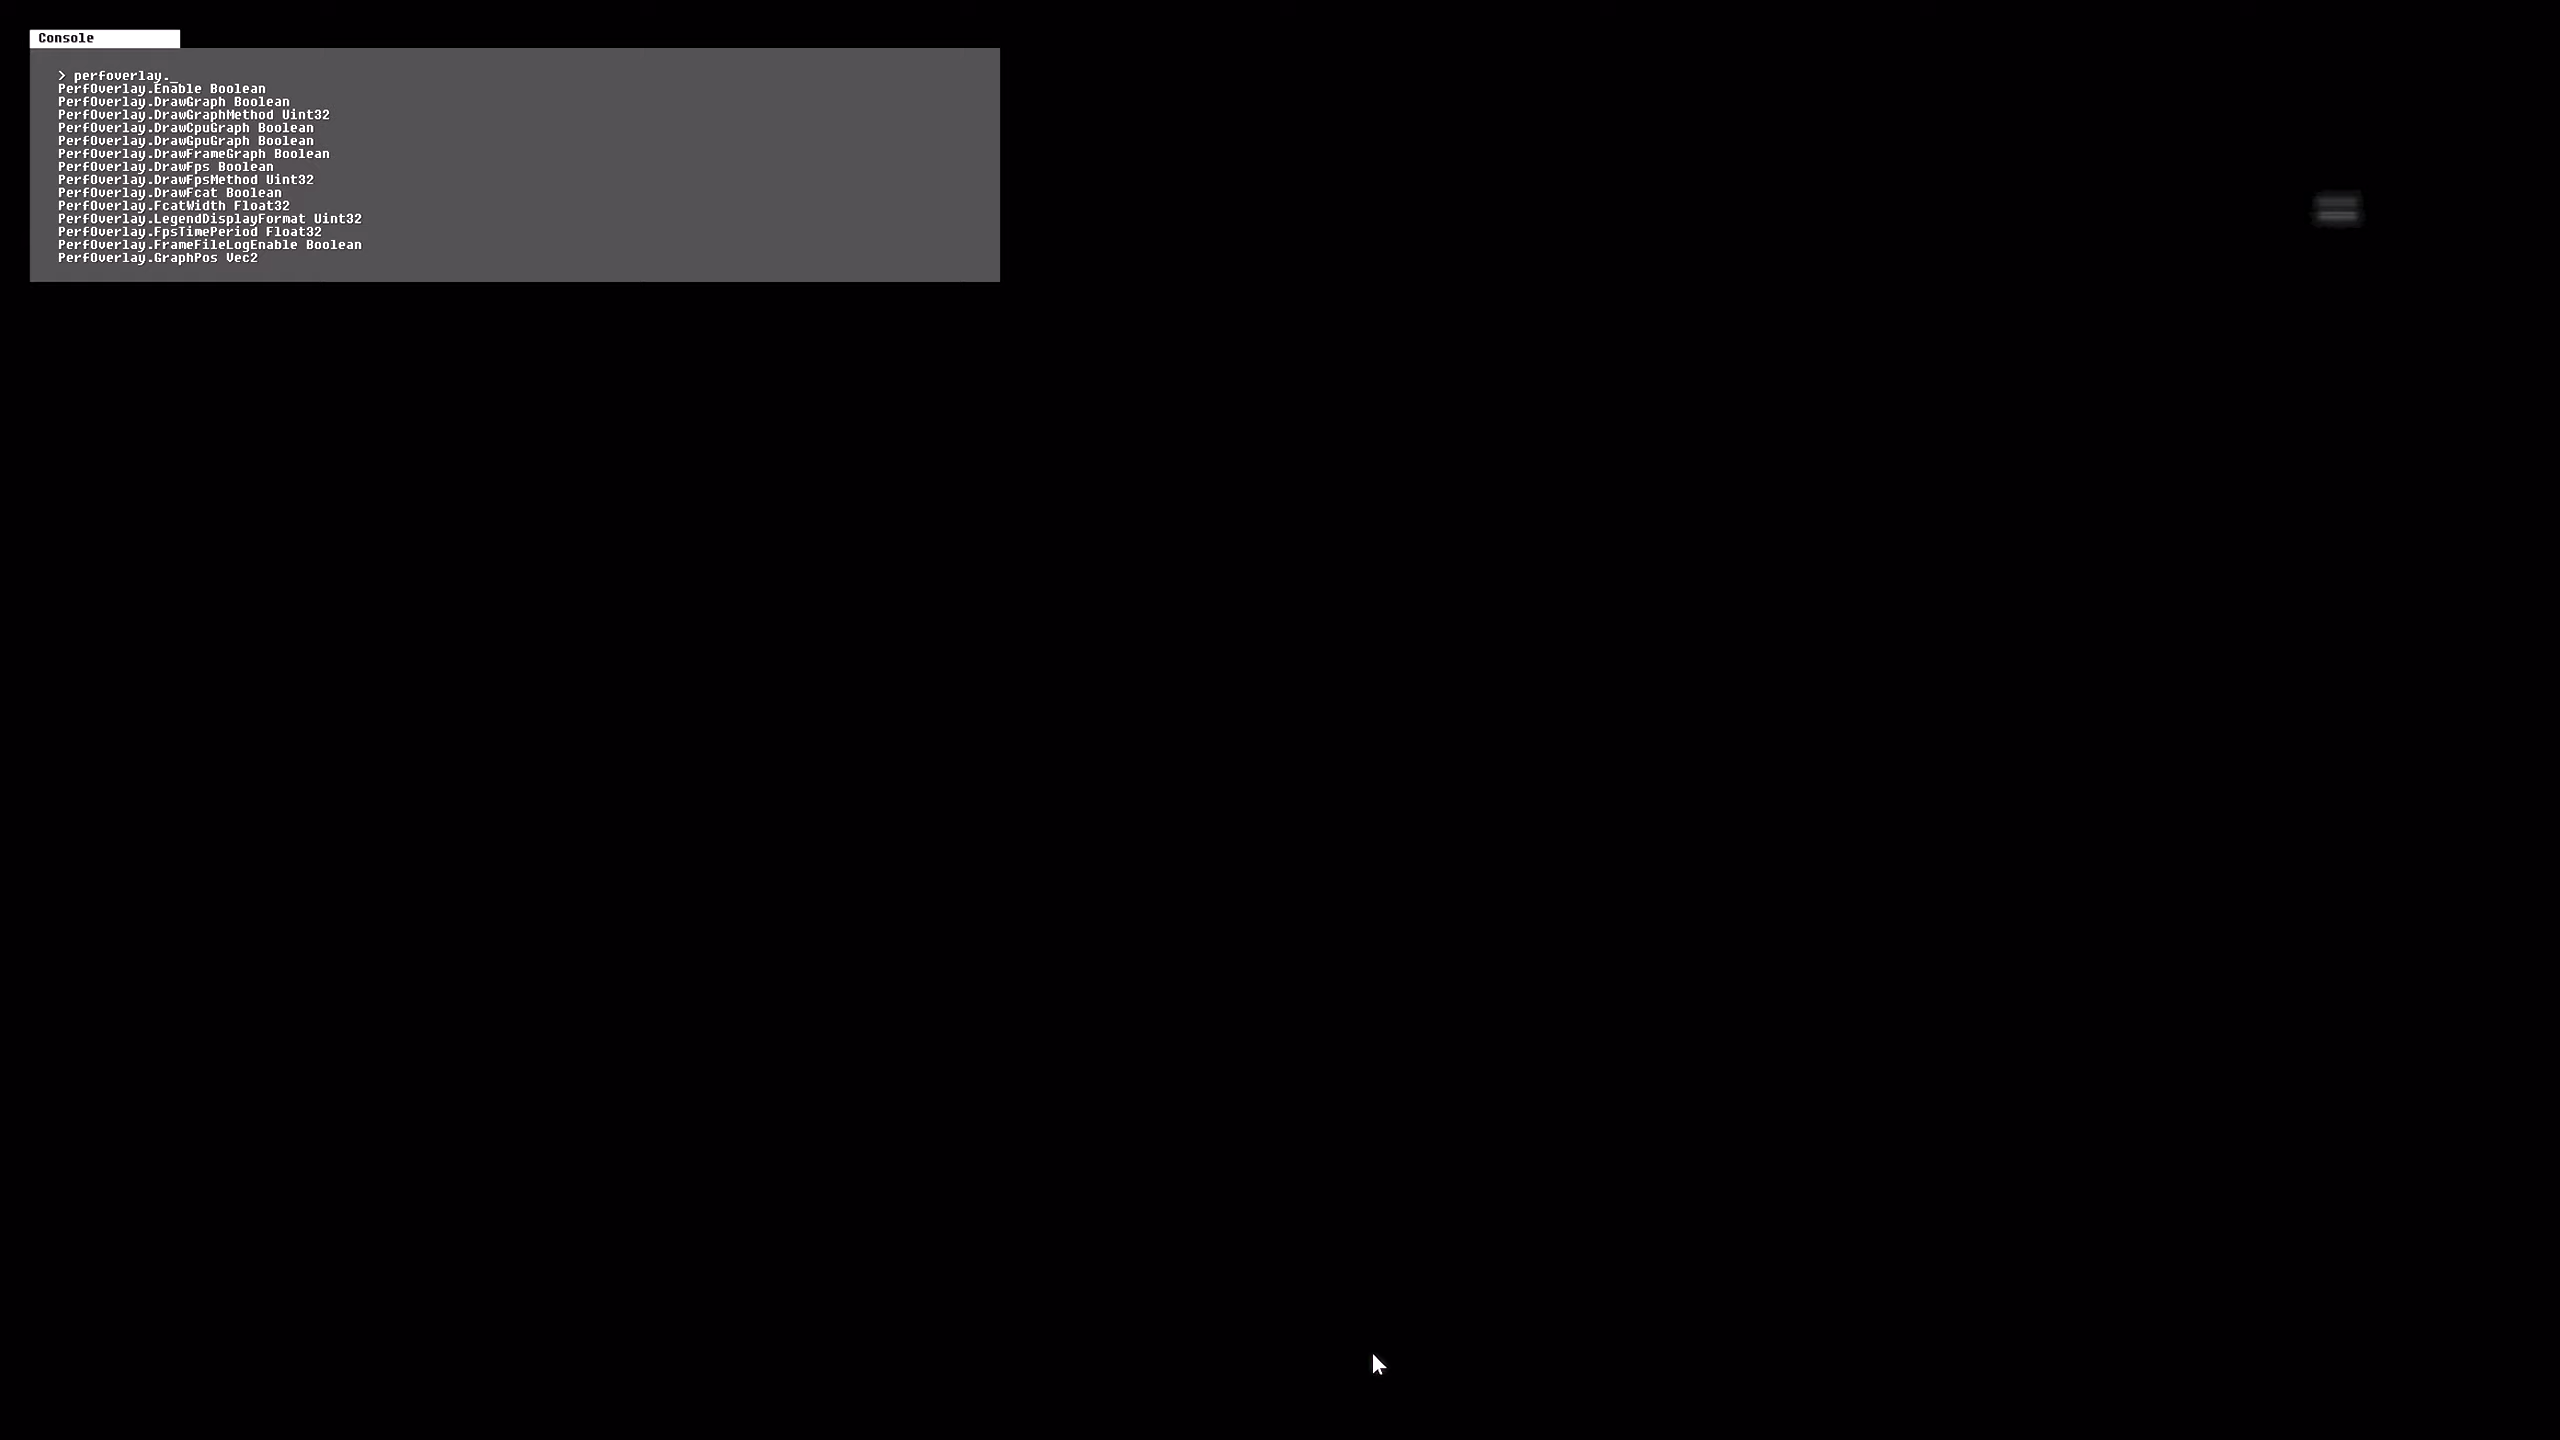 Console
> perfoverlay._
PerfOverlay.Enable Boolean
PerfOverlay.DrawGraph Boolean
PerfOverlay.DrawGraphMethod Uint32
PerfOverlay.DrawCpuGraph Boolean
PerfOverlay.DrawGpuGraph Boolean
PerfOverlay.DrawFrameGraph Boolean
PerfOverlay.DrawFps Boolean
PerfOverlay.DrawFpsMethod Uint32
PerfOverlay.DrawFcat Boolean
PerfOverlay.FcatWidth Float32
PerfOverlay.LegendDisplayFormat Uint32
PerfOverlay.FpsTimePeriod Float32
PerfOverlay.FrameFileLogEnable Boolean
PerfOverlay.GraphPos Vec2